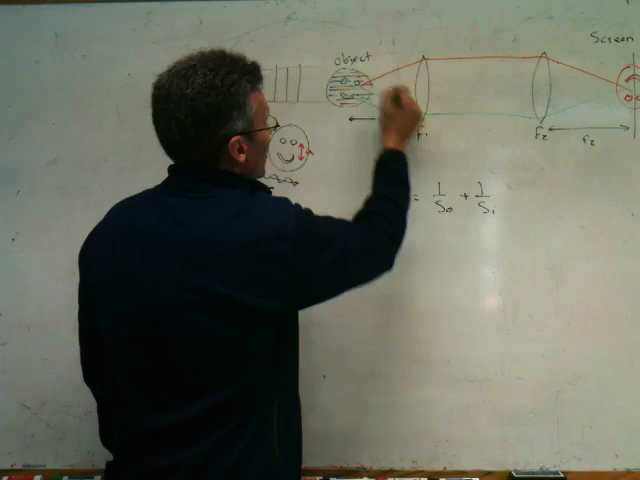 Screen
object
f₁
f₂
f₂
= 1/S₀ + 1/S₁